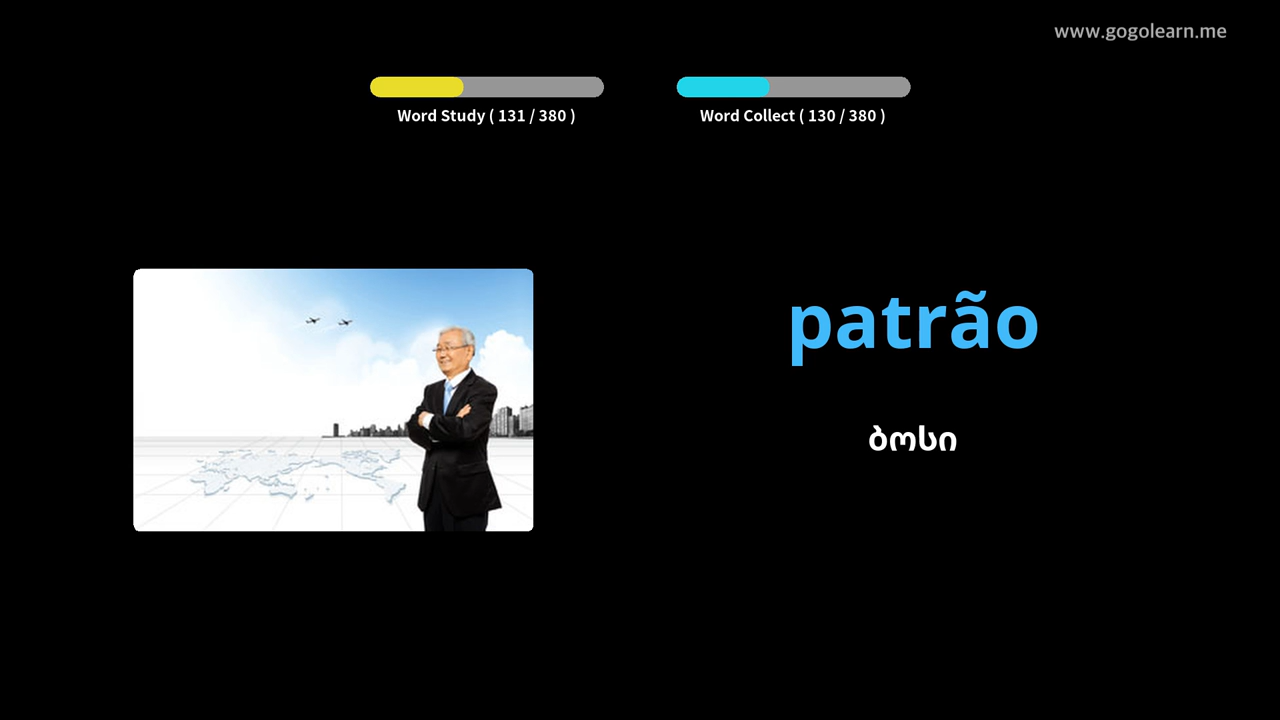 www.gogolearn.me
Word Study ( 131 / 380 )
Word Collect ( 130 / 380 )
patrão
ბოსი